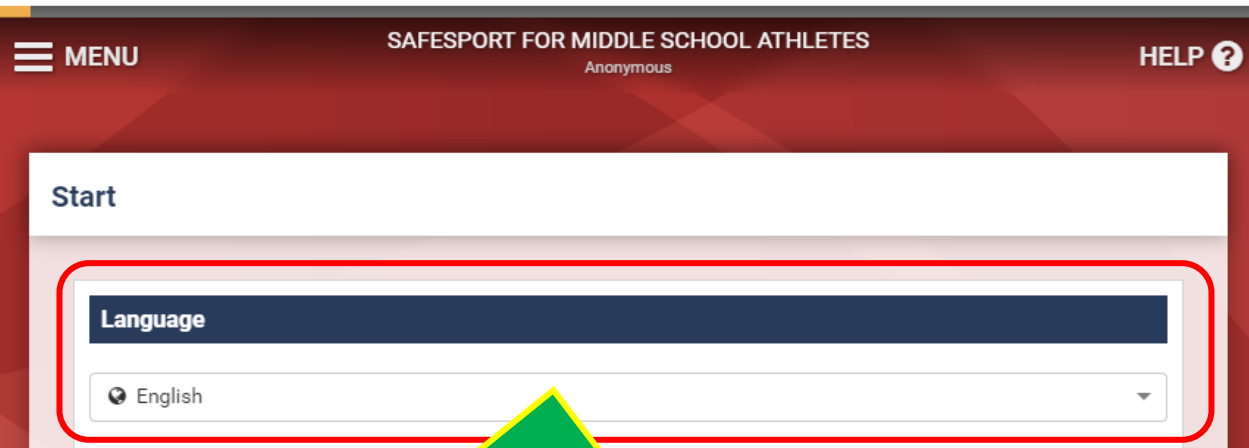 MENU
SAFESPORT FOR MIDDLE SCHOOL ATHLETES
Anonymous
HELP ?
Start
Language
English